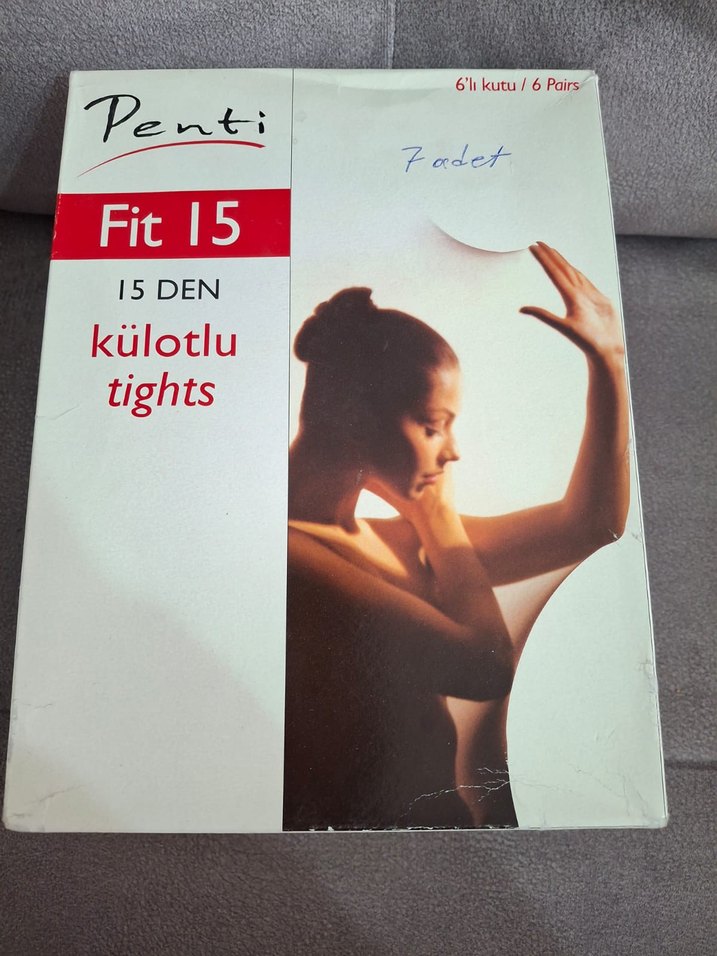 Penti
6'lı kutu / 6 Pairs
7 adet
Fit 15
15 DEN
külotlu
tights